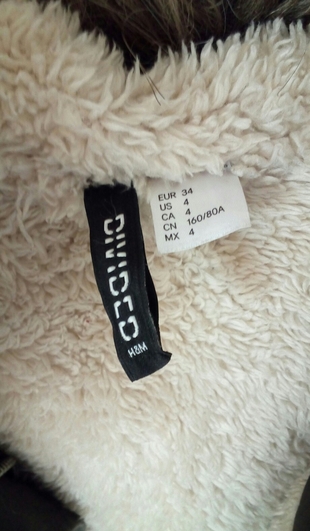 DIVIDED
H&M
EUR 34
US 4
CA 4
CN 160/80A
MX 4